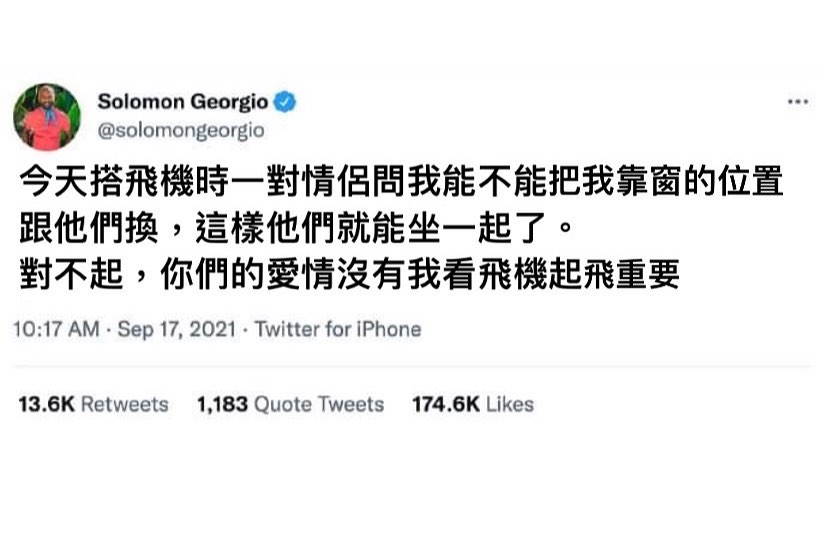 Solomon Georgio
@solomongeorgio
今天搭飛機時一對情侶問我能不能把我靠窗的位置
跟他們換，這樣他們就能坐一起了。
對不起，你們的愛情沒有我看飛機起飛重要
10:17 AM · Sep 17, 2021 · Twitter for iPhone
13.6K Retweets 1,183 Quote Tweets 174.6K Likes